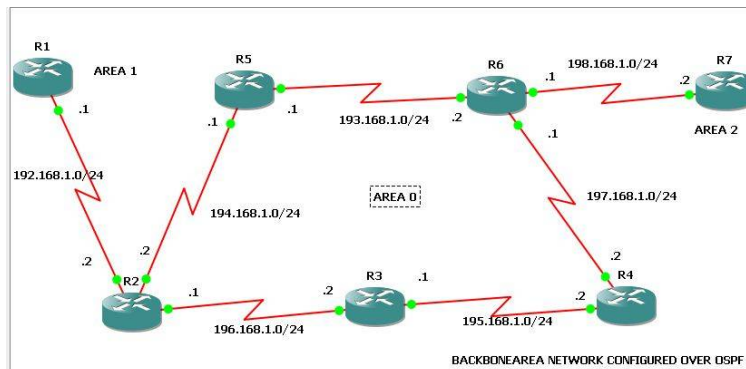 R1
AREA 1
.1
R5
.1
.1
193.168.1.0/24
.2
R6
.1
198.168.1.0/24
.2
R7
AREA 2
.1
192.168.1.0/24
194.168.1.0/24
AREA 0
197.168.1.0/24
.2
.2
R2
.1
196.168.1.0/24
.2
R3
.1
195.168.1.0/24
.2
.2
R4
BACKBONEAREA NETWORK CONFIGURED OVER OSPF